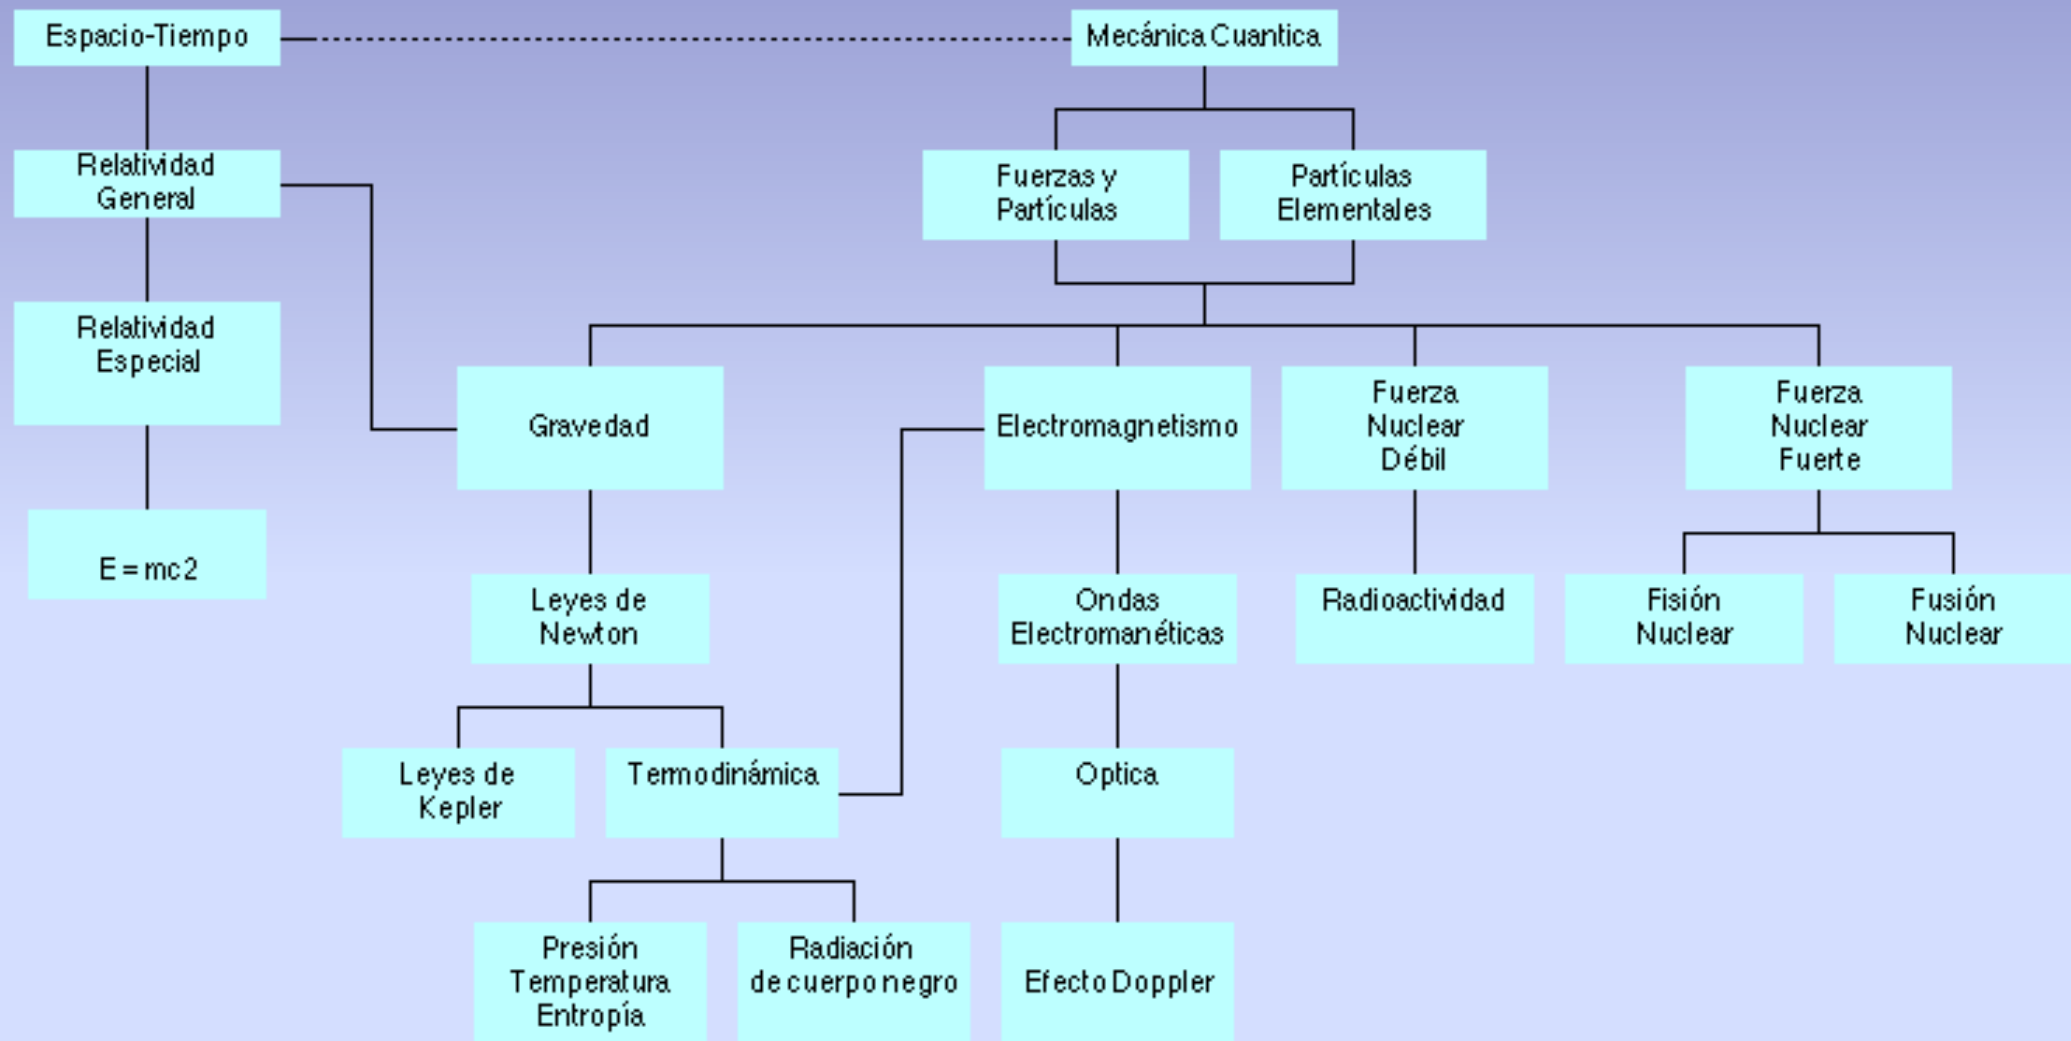 Espacio-Tiempo
Mecánica Cuantica
Relatividad
General
Fuerzas y
Partículas
Partículas
Elementales
Relatividad
Especial
Gravedad
Electromagnetismo
Fuerza
Nuclear
Débil
Fuerza
Nuclear
Fuerte
E = mc2
Leyes de
Newton
Ondas
Electromanéticas
Radioactividad
Fisión
Nuclear
Fusión
Nuclear
Leyes de
Kepler
Termodinámica
Optica
Presión
Temperatura
Entropía
Radiación
de cuerpo negro
Efecto Doppler